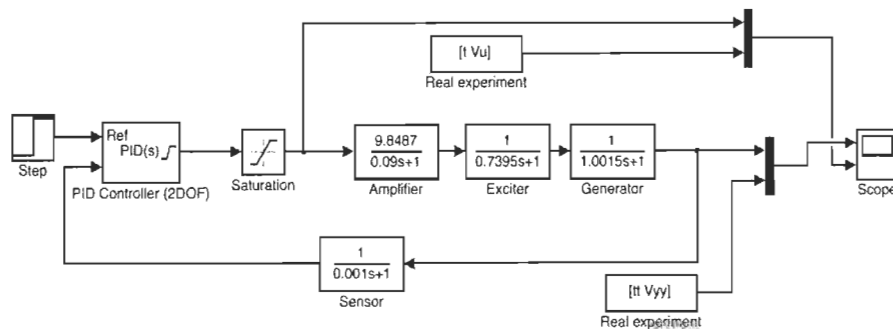 [t Vu]
Real experiment
Step
Ref
PID(s)
PID Controller (2DOF)
Saturation
9.8487
0.09s+1
Amplifier
1
0.7395s+1
Exciter
1
1.0015s+1
Generator
Scope
1
0.001s+1
Sensor
[tt Vyy]
Real experiment